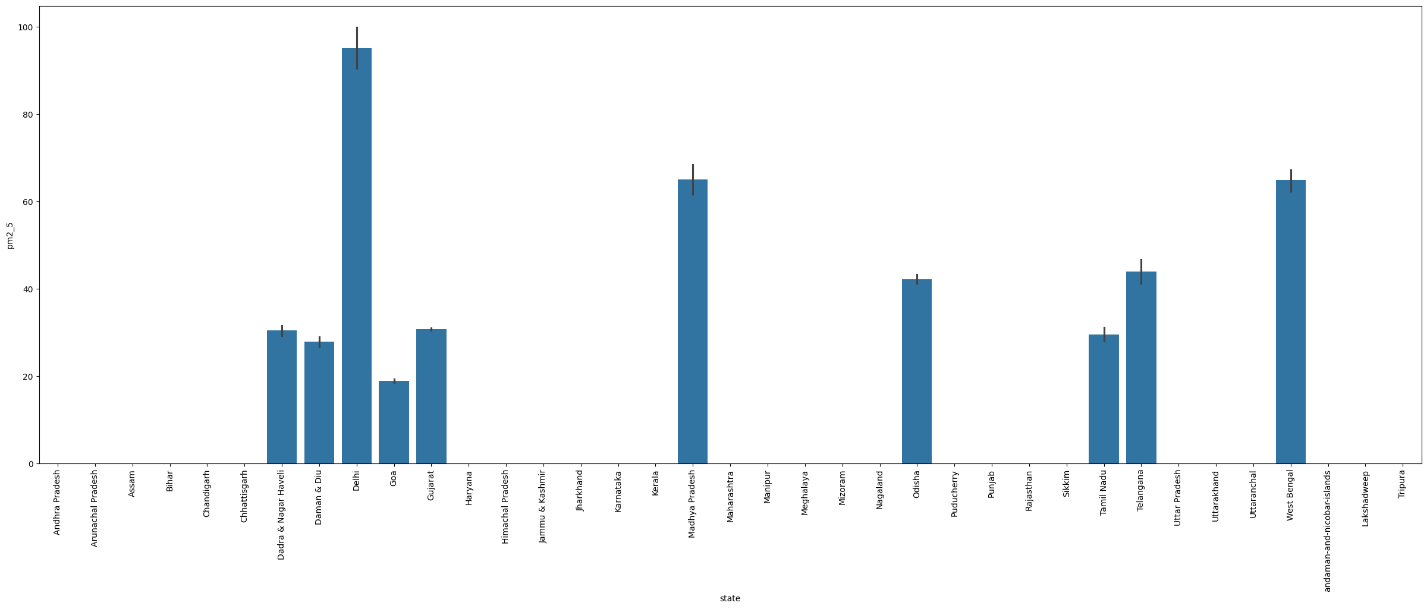 100
80
60
40
20
0
pm2_5
Andhra Pradesh
Arunachal Pradesh
Assam
Bihar
Chandigarh
Chhattisgarh
Dadra & Nagar Haveli
Daman & Diu
Delhi
Goa
Gujarat
Haryana
Himachal Pradesh
Jammu & Kashmir
Jharkhand
Karnataka
Kerala
Madhya Pradesh
Maharashtra
Manipur
Meghalaya
Mizoram
Nagaland
Odisha
Puducherry
Punjab
Rajasthan
Sikkim
Tamil Nadu
Telangana
Uttar Pradesh
Uttarakhand
Uttaranchal
West Bengal
andaman-and-nicobar-islands
Lakshadweep
Tripura
state